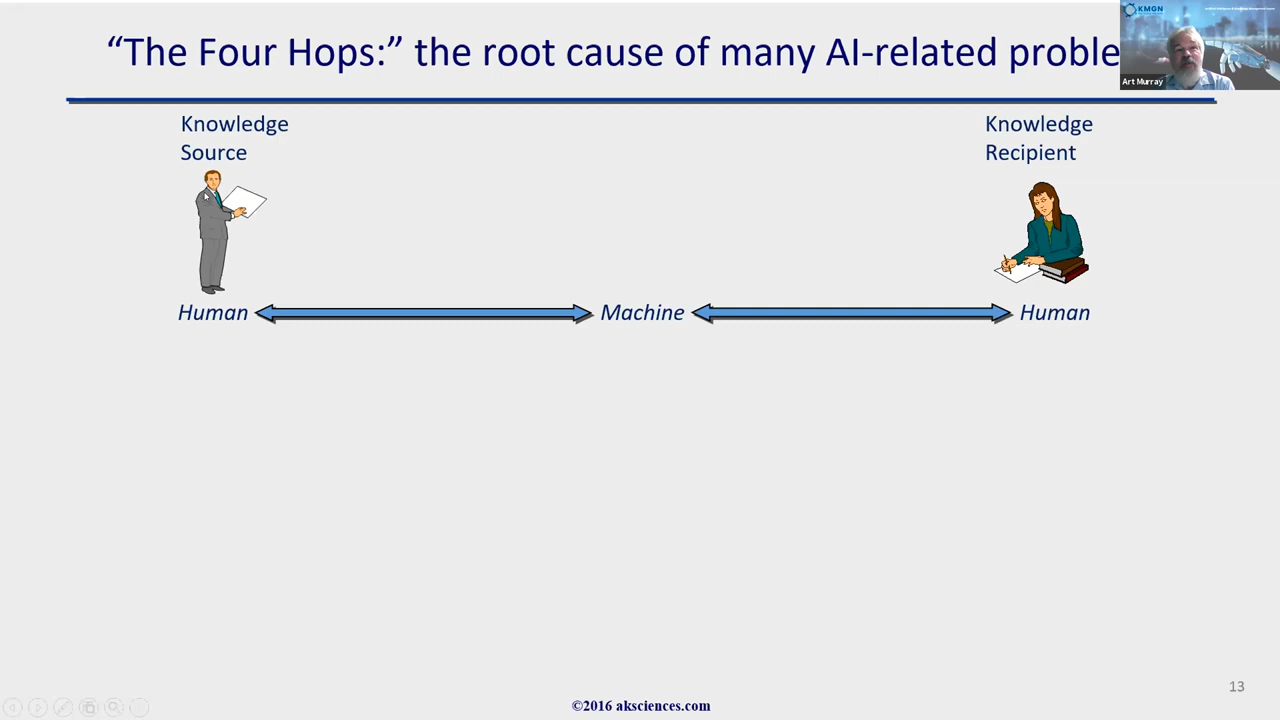 “The Four Hops:” the root cause of many AI-related proble
KMGN
Art Murray
Knowledge
Source
Knowledge
Recipient
Human
Machine
Human
13
©2016 aksciences.com